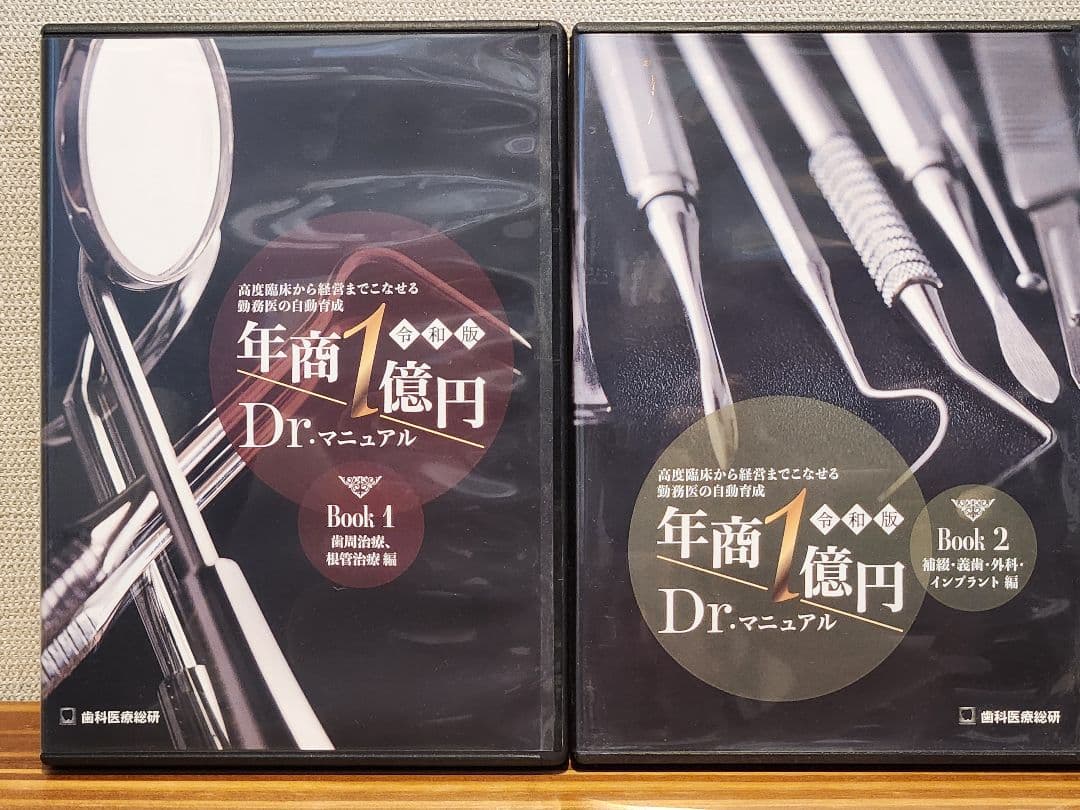 高度臨床から経営までこなせる
勤務医の自動育成
令和版
年商1億円
Dr.マニュアル
Book 1
歯周治療、
根管治療 編
歯科医療総研
高度臨床から経営までこなせる
勤務医の自動育成
令和版
年商1億円
Dr.マニュアル
Book 2
補綴・義歯・外科・
インプラント 編
歯科医療総研